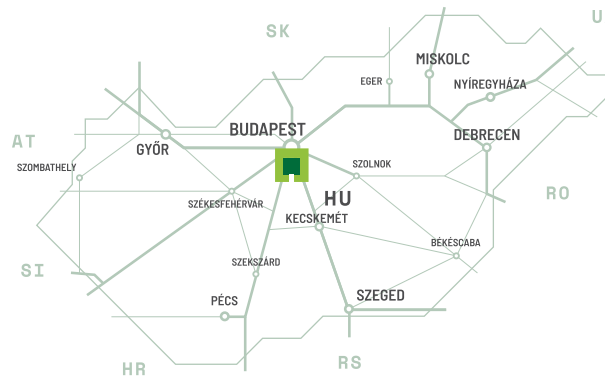 U
SK
MISKOLC
EGER
NYÍREGYHÁZA
BUDAPEST
DEBRECEN
AT
GYŐR
SZOMBATHELY
SZOLNOK
RO
HU
SZÉKESFEHÉRVÁR
KECSKEMÉT
BÉKÉSCABA
SZEKSZÁRD
SI
PÉCS
SZEGED
HR
RS